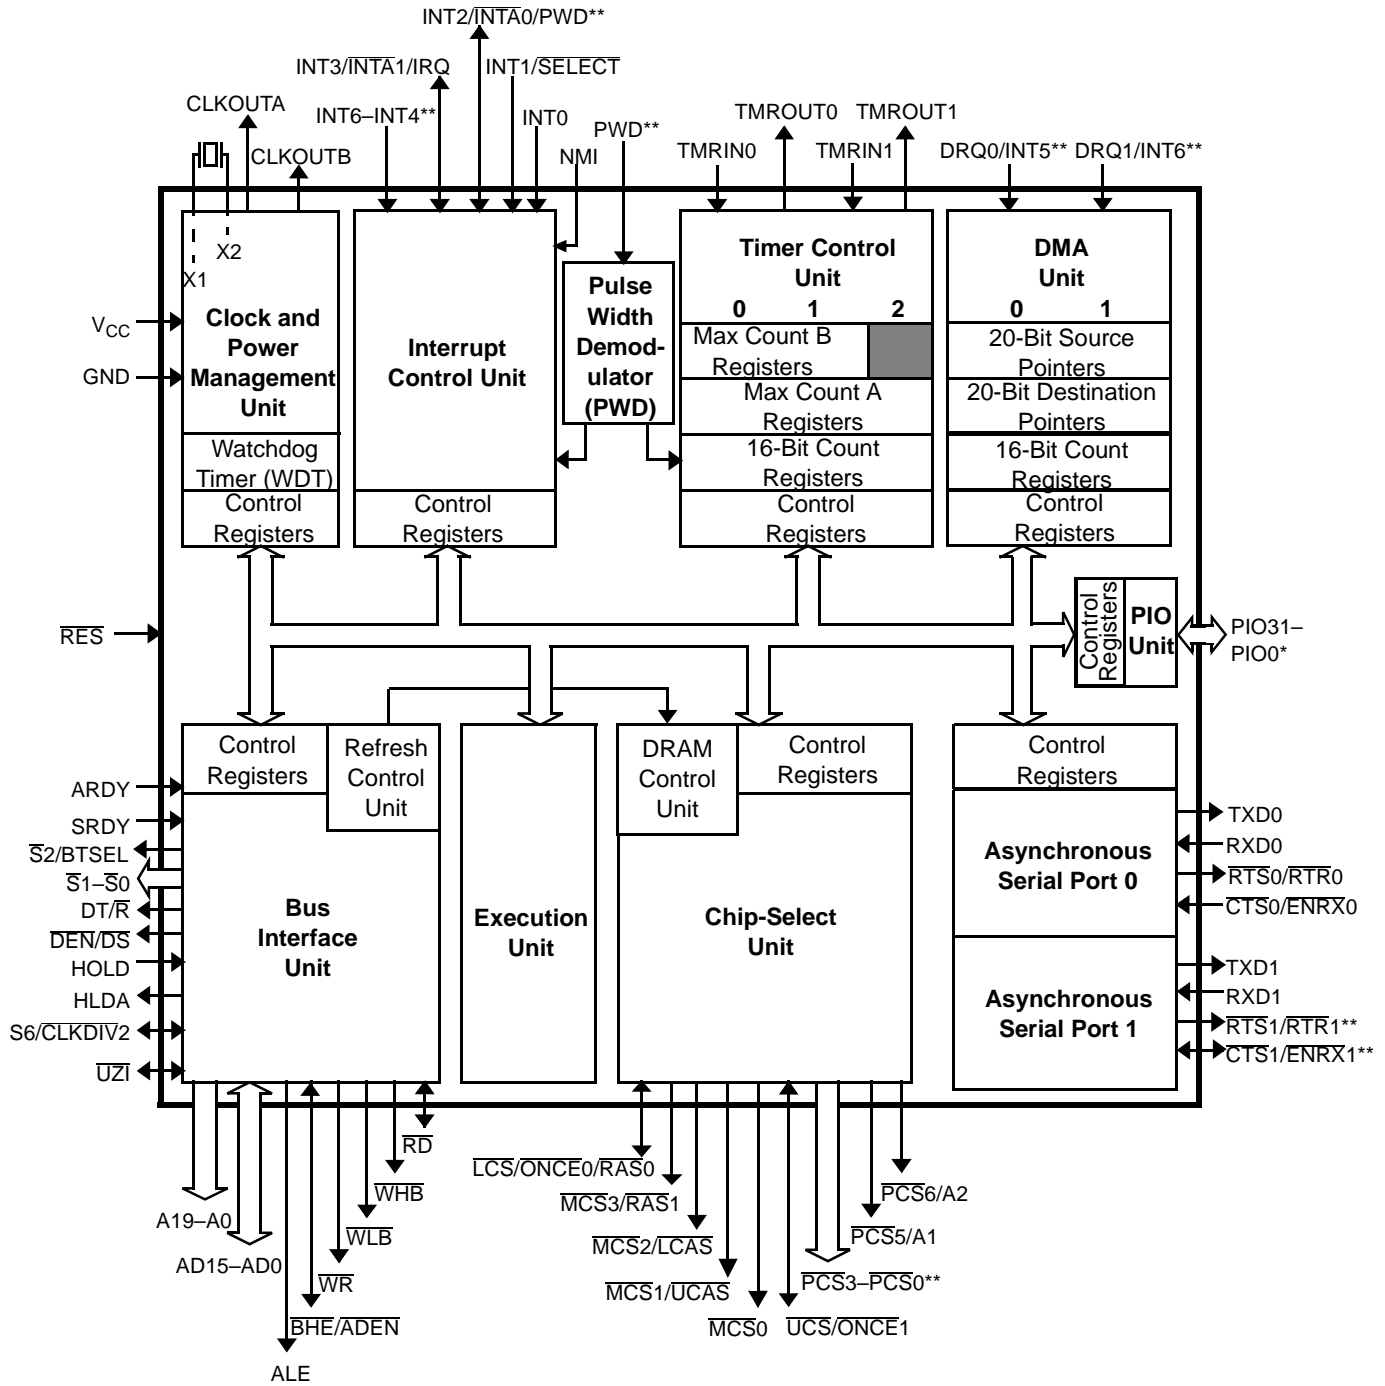 INT2/INTA0/PWD**
INT3/INTA1/IRQ
INT1/SELECT
CLKOUTA
INT6–INT4**
INT0
PWD**
TMROUT0
TMROUT1
CLKOUTB
NMI
TMRIN0
TMRIN1
DRQ0/INT5**
DRQ1/INT6**
X2
X1
Clock and
Power
Management
Unit
Watchdog
Timer (WDT)
Control
Registers
VCC
GND
Interrupt
Control Unit
Control
Registers
Pulse
Width
Demod-
ulator
(PWD)
Timer Control
Unit
0 1 2
Max Count B
Registers
Max Count A
Registers
16-Bit Count
Registers
Control
Registers
DMA
Unit
0 1
20-Bit Source
Pointers
20-Bit Destination
Pointers
16-Bit Count
Registers
Control
Registers
RES
Control
Registers
PIO
Unit
PIO31–
PIO0*
Control
Registers
Refresh
Control
Unit
Bus
Interface
Unit
ARDY
SRDY
S2/BTSEL
S1–S0
DT/R
DEN/DS
HOLD
HLDA
S6/CLKDIV2
UZI
Execution
Unit
DRAM
Control
Unit
Control
Registers
Chip-Select
Unit
Control
Registers
Asynchronous
Serial Port 0
Asynchronous
Serial Port 1
TXD0
RXD0
RTS0/RTR0
CTS0/ENRX0
TXD1
RXD1
RTS1/RTR1**
CTS1/ENRX1**
RD
WHB
A19–A0
WLB
AD15–AD0
WR
BHE/ADEN
ALE
LCS/ONCE0/RAS0
MCS3/RAS1
MCS2/LCAS
MCS1/UCAS
MCS0
UCS/ONCE1
PCS3–PCS0**
PCS5/A1
PCS6/A2